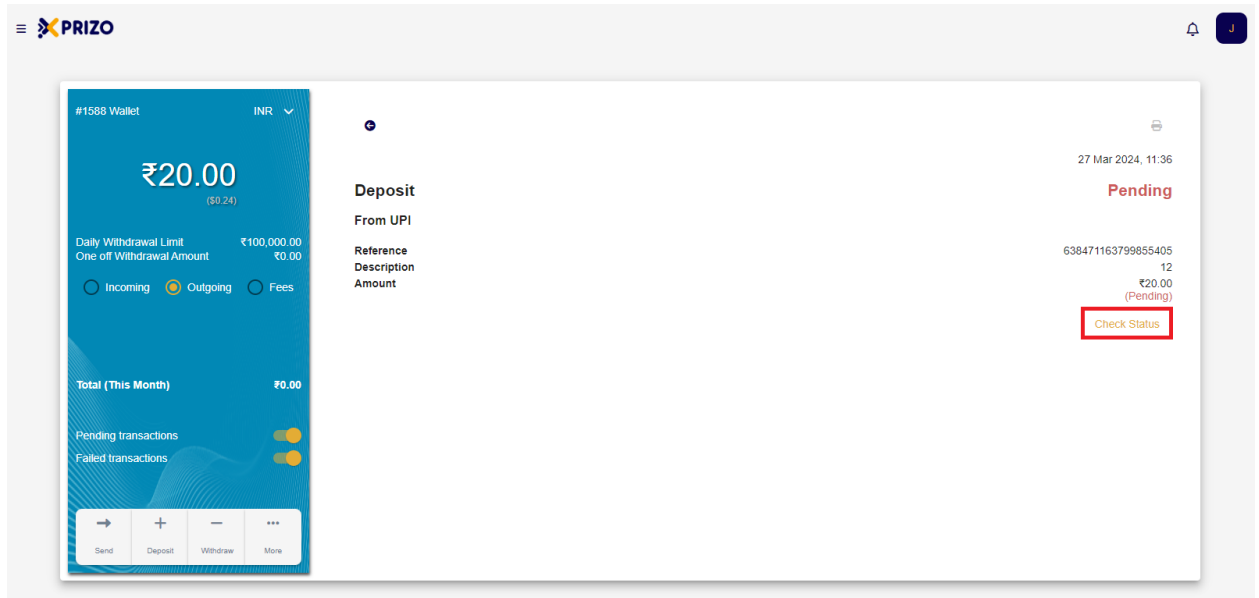 XPRIZO
J
#1588 Wallet INR
₹20.00
($0.24)
Daily Withdrawal Limit ₹100,000.00
One off Withdrawal Amount ₹0.00
Incoming Outgoing Fees
Total (This Month) ₹0.00
Pending transactions
Failed transactions
Send Deposit Withdraw More
27 Mar 2024, 11:36
Deposit Pending
From UPI
Reference 638471163799855405
Description 12
Amount ₹20.00
(Pending)
Check Status